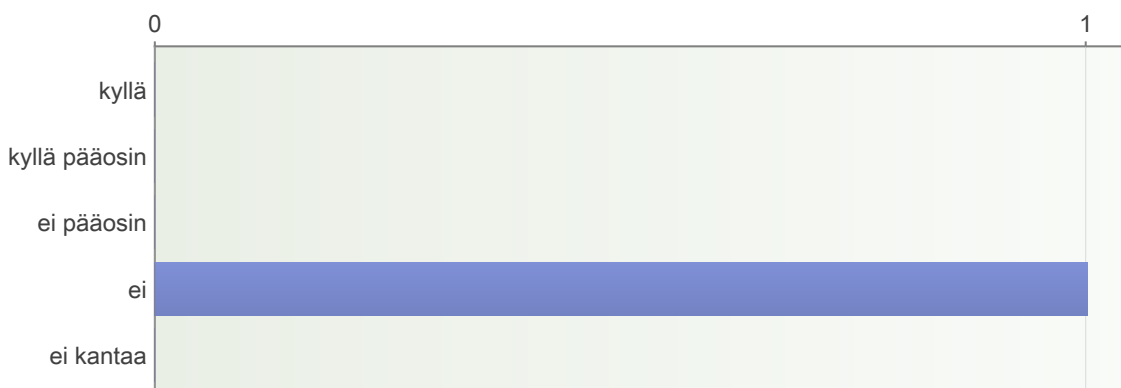 0 1
kyllä
kyllä pääosin
ei pääosin
ei
ei kantaa